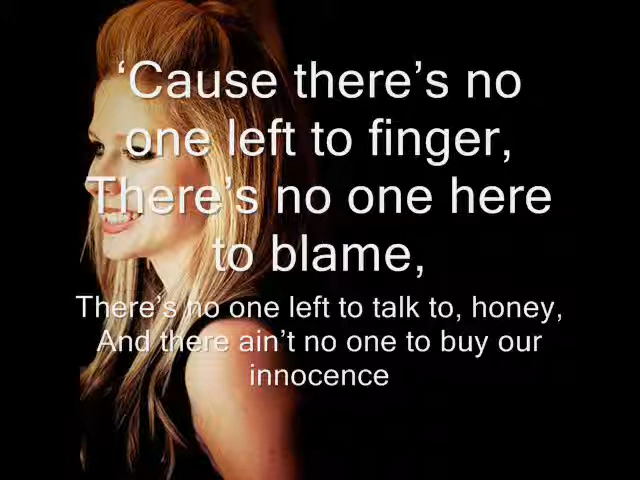 ‘Cause there’s no
one left to finger,
There’s no one here
to blame,
There’s no one left to talk to, honey,
And there ain’t no one to buy our
innocence